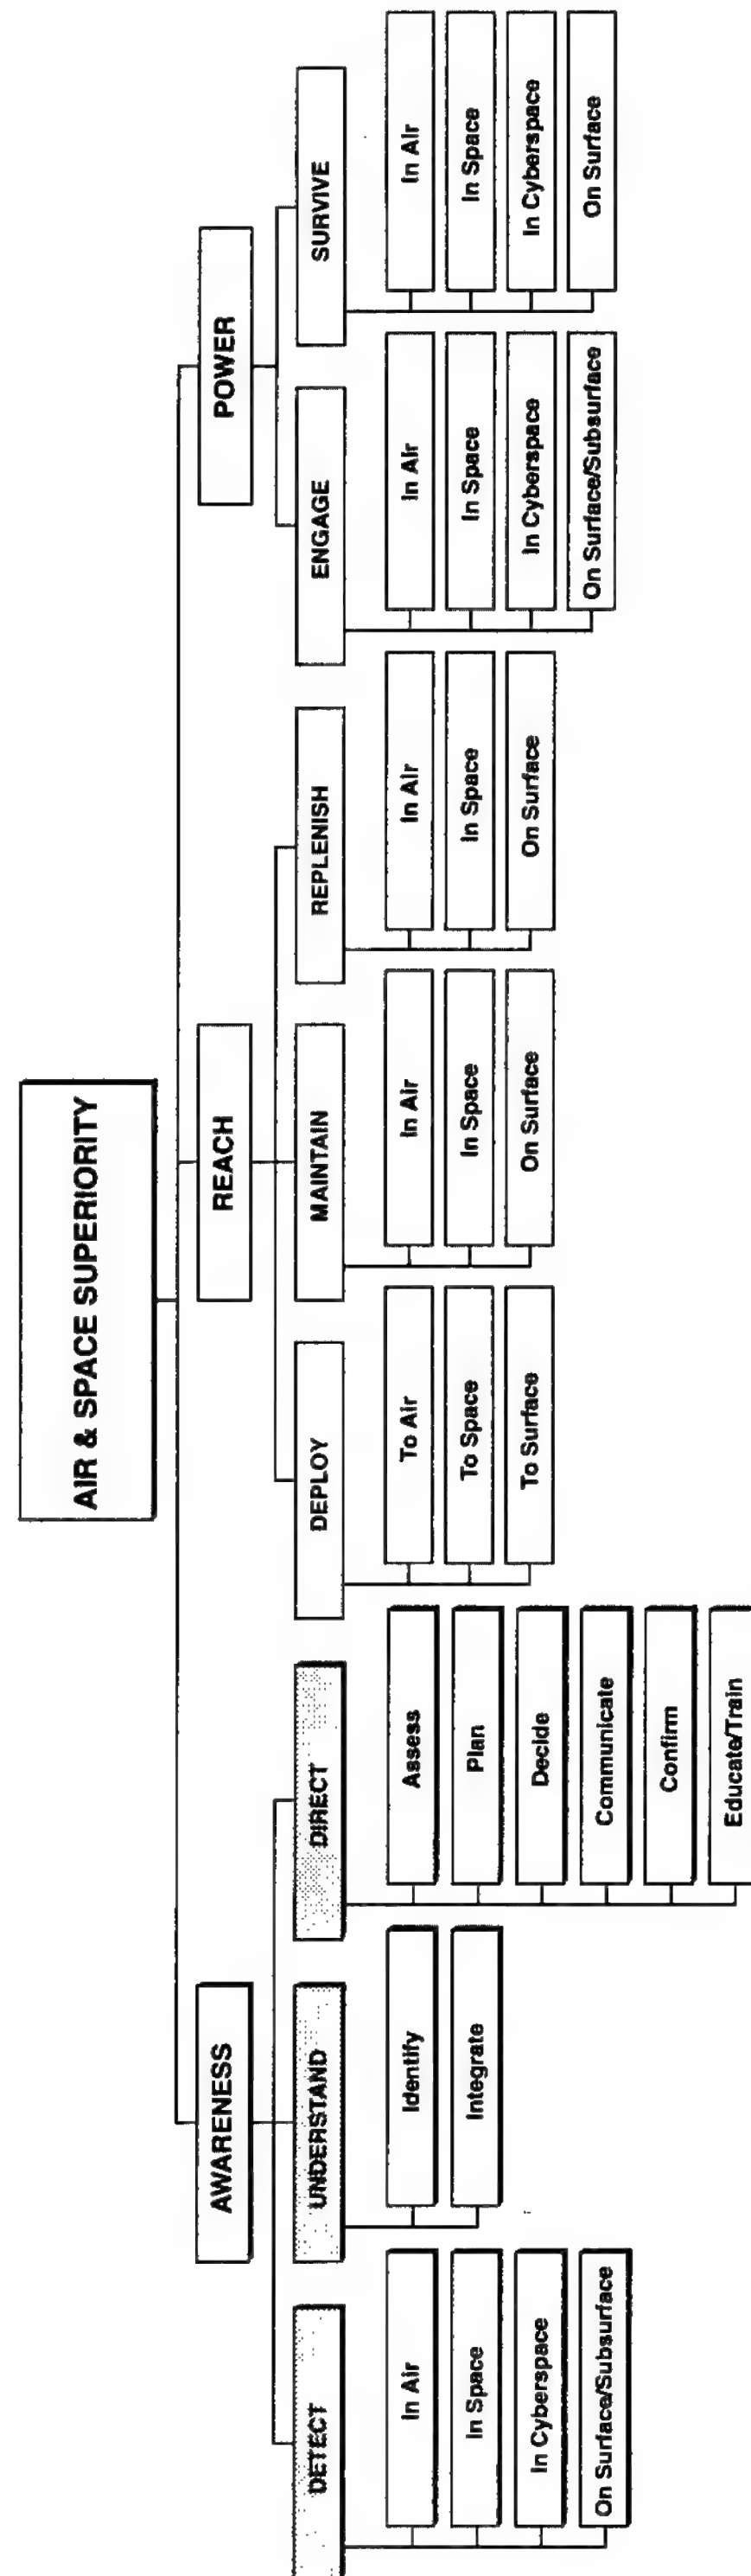 AIR & SPACE SUPERIORITY
AWARENESS
REACH
POWER
DETECT
UNDERSTAND
DIRECT
DEPLOY
MAINTAIN
REPLENISH
ENGAGE
SURVIVE
In Air
In Space
In Cyberspace
On Surface/Subsurface
Identify
Integrate
Assess
Plan
Decide
Communicate
Confirm
Educate/Train
To Air
To Space
To Surface
In Air
In Space
On Surface
In Air
In Space
On Surface
In Air
In Space
In Cyberspace
On Surface/Subsurface
In Air
In Space
In Cyberspace
On Surface